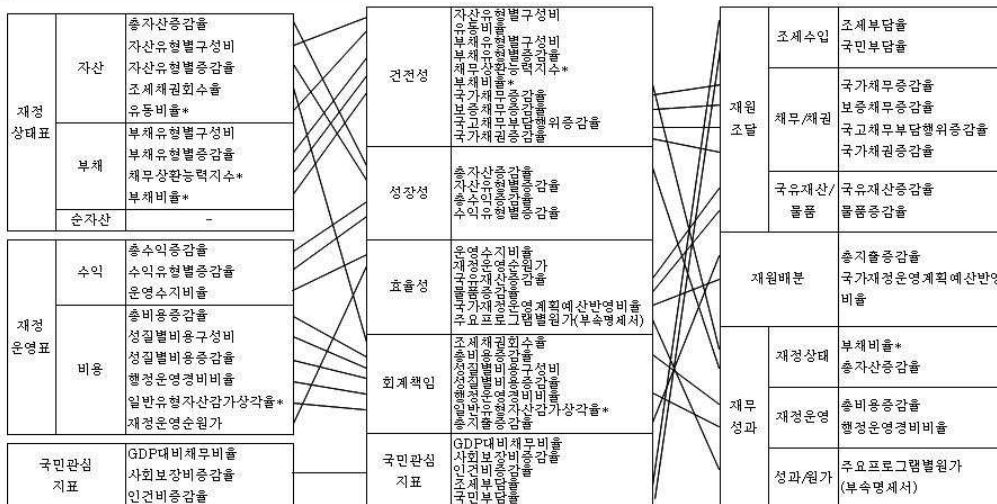 재정
상태표
자산
총자산증감율
자산유형별구성비
자산유형별증감율
조세채권회수율
유동비율*
부채
부채유형별구성비
부채유형별증감율
채무상환능력지수*
부채비율*
순자산
-
재정
운영표
수익
총수익증감율
수익유형별증감율
운영수지비율
비용
총비용증감율
성질별비용구성비
성질별비용증감율
행정운영경비비율
일반유형자산감가상각율*
재정운영순원가
국민관심
지표
GDP대비채무비율
사회보장비증감율
인건비증감율
건전성
자산유형별구성비
유동비율
부채유형별구성비
부채유형별증감율
채무상환능력지수*
부채비율*
국가채무증감율
보증채무증감율
국고채무부담행위증감율
국가채권증감율
성장성
총자산증감율
자산유형별증감율
총수익증감율
수익유형별증감율
효율성
운영수지비율
재정운영순원가
국유재산증감율
물품증감율
국가재정운영계획예산반영비율
주요프로그램별원가(부속명세서)
회계책임
조세채권회수율
총비용증감율
성질별비용구성비
성질별비용증감율
행정운영경비비율
일반유형자산감가상각율*
총지출증감율
국민관심
지표
GDP대비채무비율
사회보장비증감율
인건비증감율
조세부담율
국민부담율
재원
조달
조세수입
조세부담율
국민부담율
채무/채권
국가채무증감율
보증채무증감율
국고채무부담행위증감율
국가채권증감율
국유재산/
물품
국유재산증감율
물품증감율
재원배분
총지출증감율
국가재정운영계획예산반영
비율
재무
성과
재정상태
부채비율*
총자산증감율
재정운영
총비용증감율
행정운영경비비율
성과/원가
주요프로그램별원가
(부속명세서)